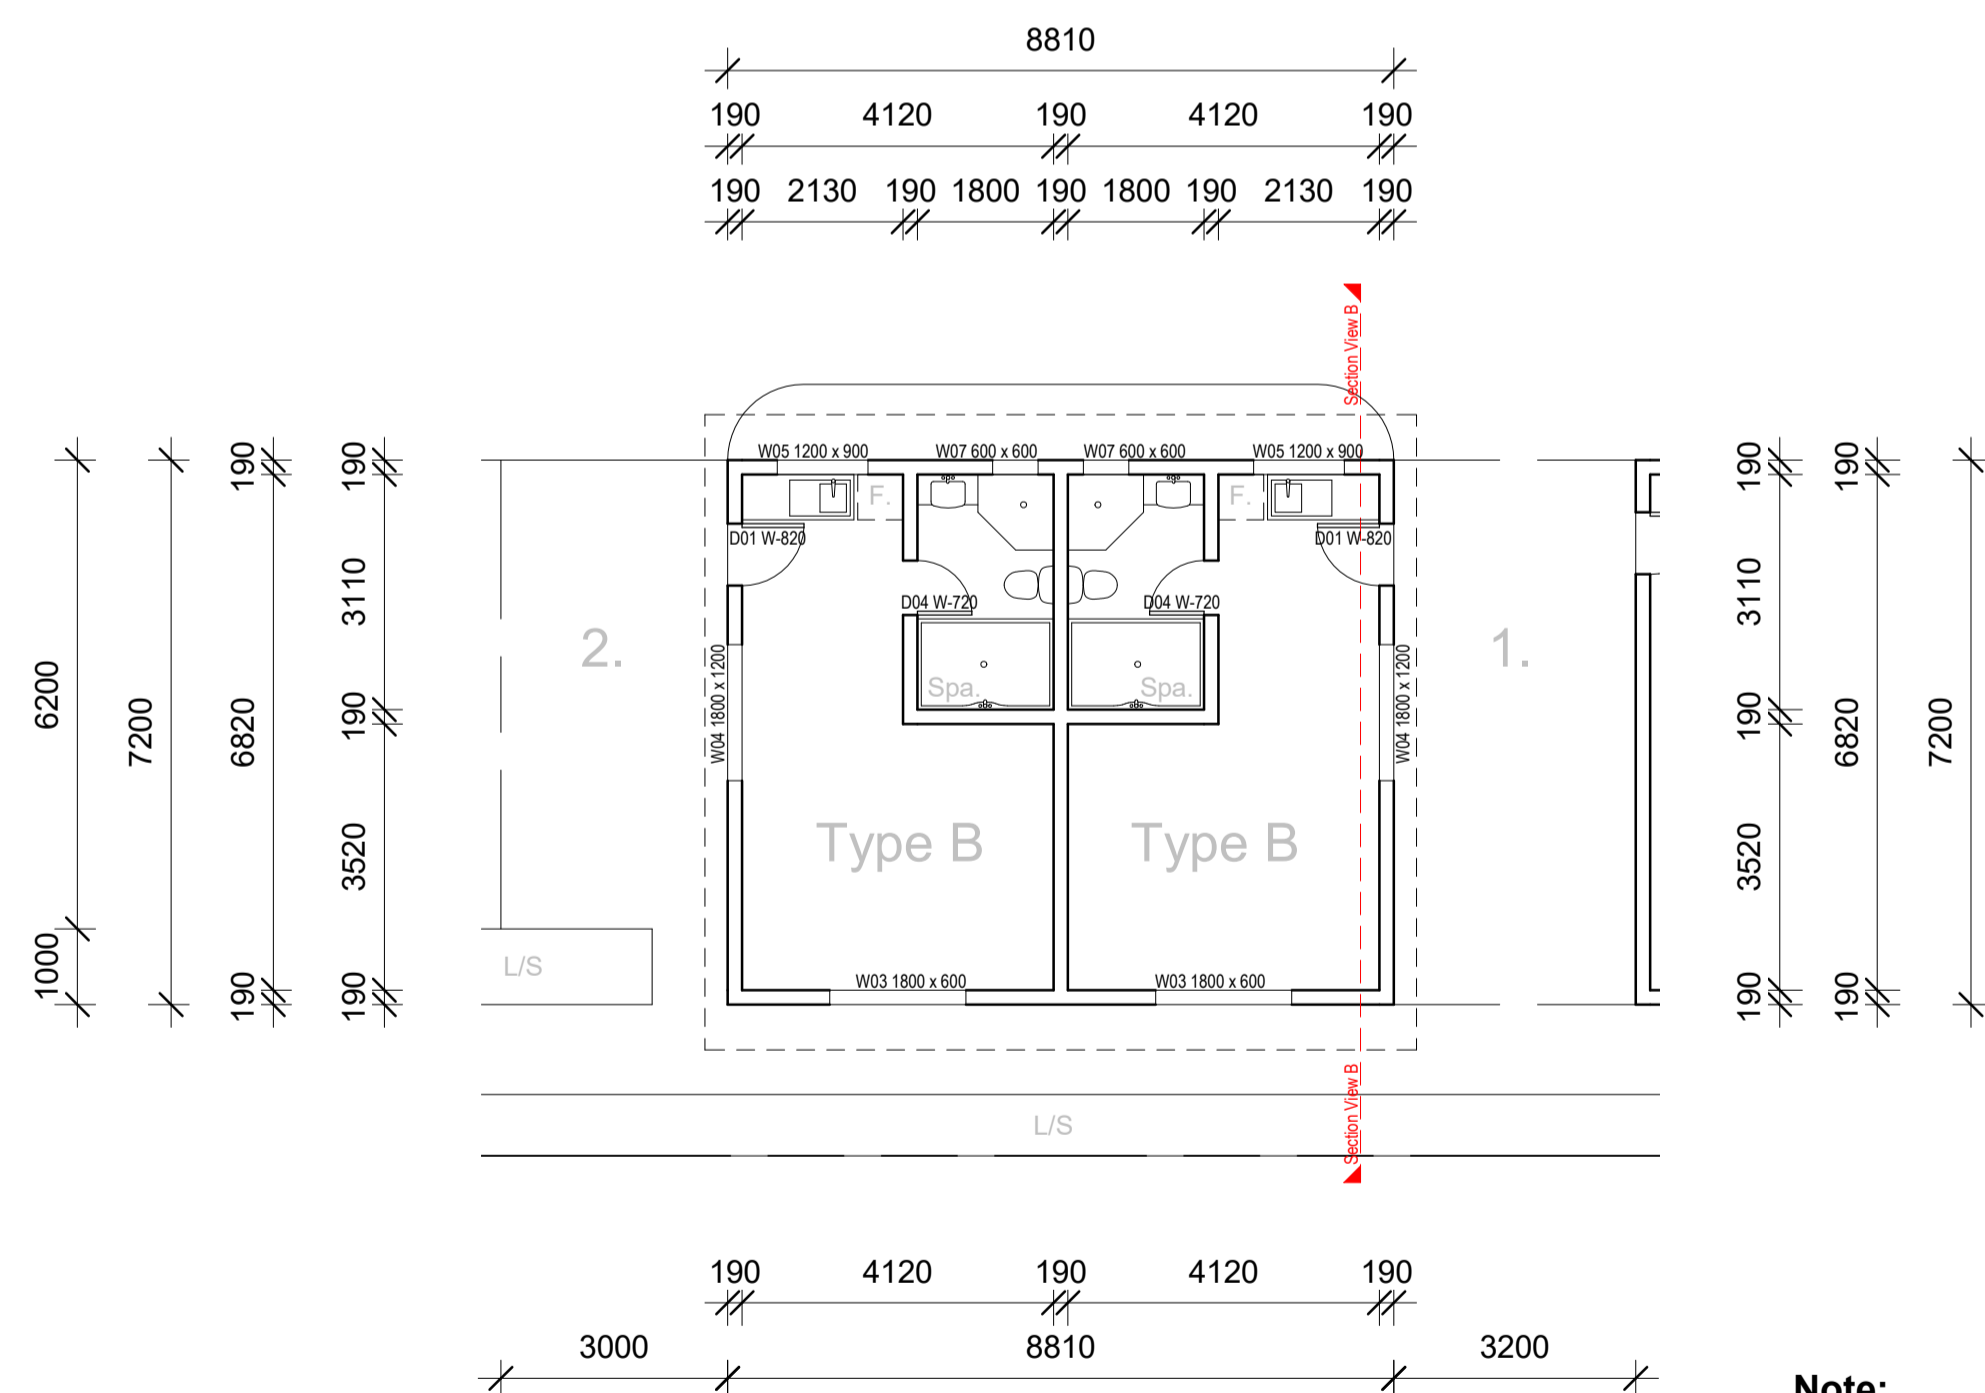 8810
190 4120 190 4120 190
190 2130 190 1800 190 1800 190 2130 190
Section View B
W05 1200 x 900 W07 600 x 600 W07 600 x 600 W05 1200 x 900
190 190 190 190
F. F.
D01 W-820 D01 W-820
3110 3110
D04 W-720 D04 W-720
2. 1.
6200 7200 6820 190 190 6820 7200
W04 1800 x 1200 W04 1800 x 1200
Spa. Spa.
Type B Type B
3520 3520
1000 190 190 190 190
L/S
W03 1800 x 600 W03 1800 x 600
Section View B
L/S
190 4120 190 4120 190
3000 8810 3200
Note: